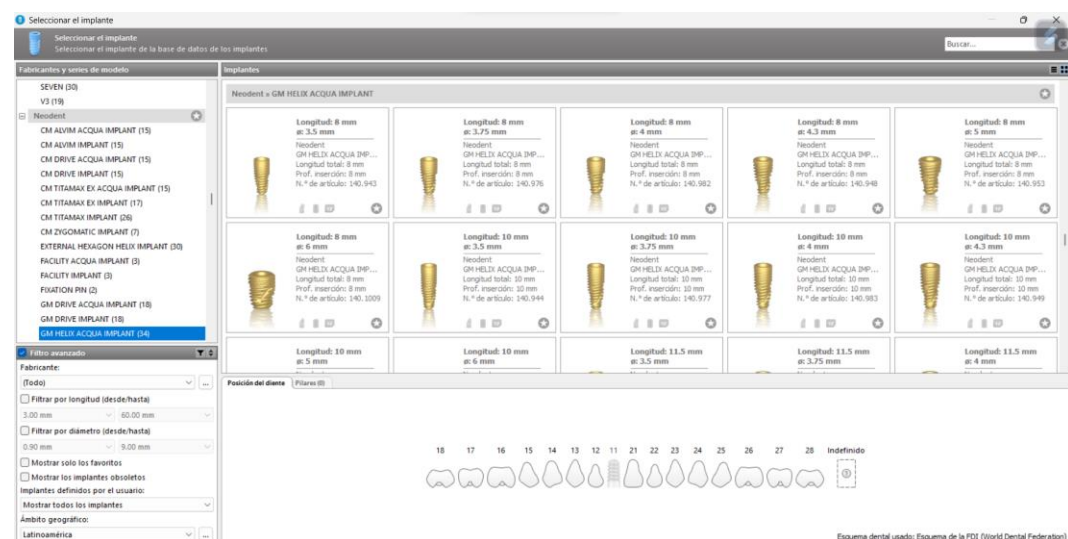 Seleccionar el implante
Seleccionar el implante
Seleccionar el implante de la base de datos de los implantes
Buscar...
Fabricantes y series de modelo
SEVEN (30)
V3 (19)
Neodent
CM ALVIM ACQUA IMPLANT (15)
CM ALVIM IMPLANT (15)
CM DRIVE ACQUA IMPLANT (15)
CM DRIVE IMPLANT (15)
CM TITAMAX EX ACQUA IMPLANT (15)
CM TITAMAX EX IMPLANT (17)
CM TITAMAX IMPLANT (26)
CM ZYGOMATIC IMPLANT (7)
EXTERNAL HEXAGON HELIX IMPLANT (30)
FACILITY ACQUA IMPLANT (3)
FACILITY IMPLANT (3)
FIXATION PIN (2)
GM DRIVE ACQUA IMPLANT (18)
GM DRIVE IMPLANT (18)
GM HELIX ACQUA IMPLANT (34)
Filtro avanzado
Fabricante:
(Todo)
...
Filtrar por longitud (desde/hasta)
3.00 mm
60.00 mm
Filtrar por diámetro (desde/hasta)
0.90 mm
9.00 mm
Mostrar solo los favoritos
Mostrar los implantes obsoletos
Implantes definidos por el usuario:
Mostrar todos los implantes
Ámbito geográfico:
Latinoamérica
...
Implantes
Neodent » GM HELIX ACQUA IMPLANT
Longitud: 8 mm
ø: 3.5 mm
Neodent
GM HELIX ACQUA IMP...
Longitud total: 8 mm
Prof. inserción: 8 mm
N.º de artículo: 140.943
Longitud: 8 mm
ø: 3.75 mm
Neodent
GM HELIX ACQUA IMP...
Longitud total: 8 mm
Prof. inserción: 8 mm
N.º de artículo: 140.976
Longitud: 8 mm
ø: 4 mm
Neodent
GM HELIX ACQUA IMP...
Longitud total: 8 mm
Prof. inserción: 8 mm
N.º de artículo: 140.982
Longitud: 8 mm
ø: 4.3 mm
Neodent
GM HELIX ACQUA IMP...
Longitud total: 8 mm
Prof. inserción: 8 mm
N.º de artículo: 140.948
Longitud: 8 mm
ø: 5 mm
Neodent
GM HELIX ACQUA IMP...
Longitud total: 8 mm
Prof. inserción: 8 mm
N.º de artículo: 140.953
Longitud: 8 mm
ø: 6 mm
Neodent
GM HELIX ACQUA IMP...
Longitud total: 8 mm
Prof. inserción: 8 mm
N.º de artículo: 140.1009
Longitud: 10 mm
ø: 3.5 mm
Neodent
GM HELIX ACQUA IMP...
Longitud total: 10 mm
Prof. inserción: 10 mm
N.º de artículo: 140.944
Longitud: 10 mm
ø: 3.75 mm
Neodent
GM HELIX ACQUA IMP...
Longitud total: 10 mm
Prof. inserción: 10 mm
N.º de artículo: 140.977
Longitud: 10 mm
ø: 4 mm
Neodent
GM HELIX ACQUA IMP...
Longitud total: 10 mm
Prof. inserción: 10 mm
N.º de artículo: 140.983
Longitud: 10 mm
ø: 4.3 mm
Neodent
GM HELIX ACQUA IMP...
Longitud total: 10 mm
Prof. inserción: 10 mm
N.º de artículo: 140.949
Longitud: 10 mm
ø: 5 mm
Longitud: 10 mm
ø: 6 mm
Longitud: 11.5 mm
ø: 3.5 mm
Longitud: 11.5 mm
ø: 3.75 mm
Longitud: 11.5 mm
ø: 4 mm
Posición del diente
Pilares (0)
18 17 16 15 14 13 12 11 21 22 23 24 25 26 27 28 Indefinido
Esquema dental usado: Esquema de la FDI (World Dental Federation)